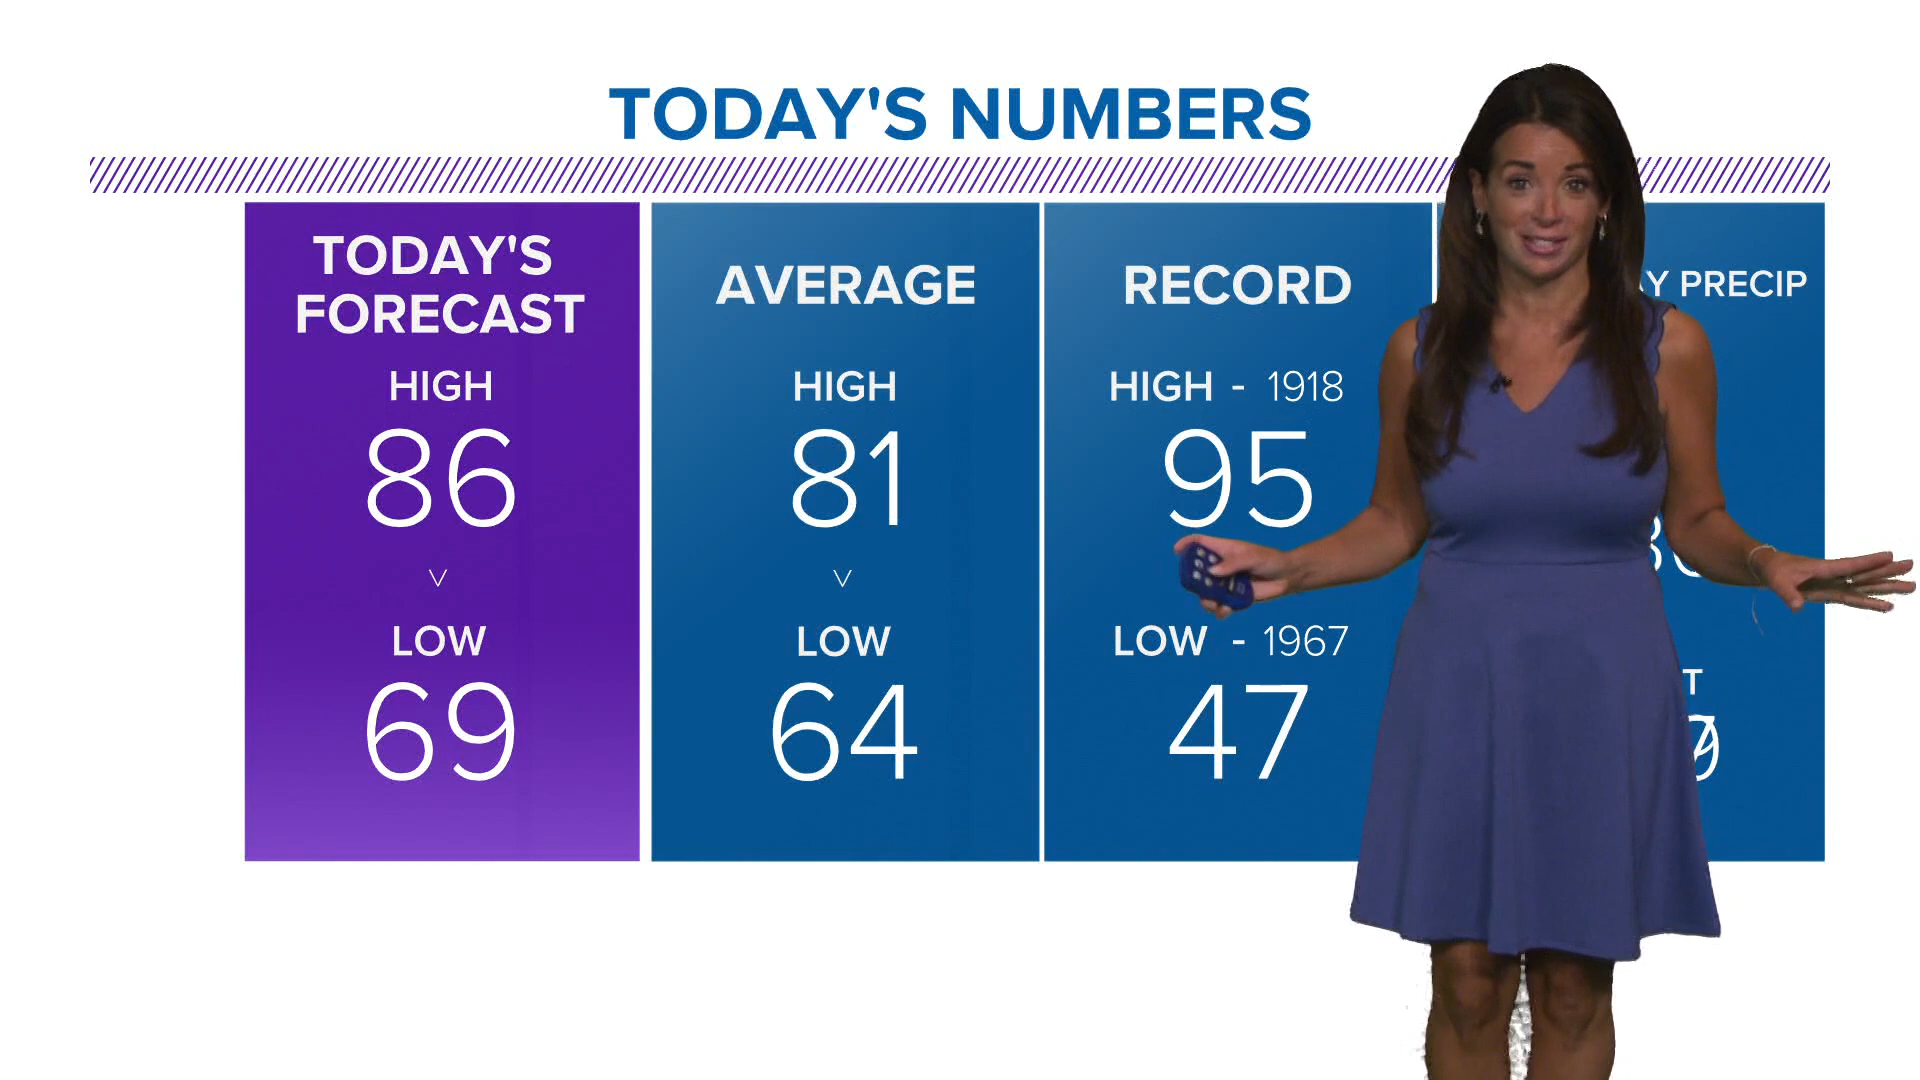 TODAY'S NUMBERS
TODAY'S
FORECAST
HIGH
86
LOW
69
AVERAGE
HIGH
81
LOW
64
RECORD
HIGH - 1918
95
LOW - 1967
47
PRECIP